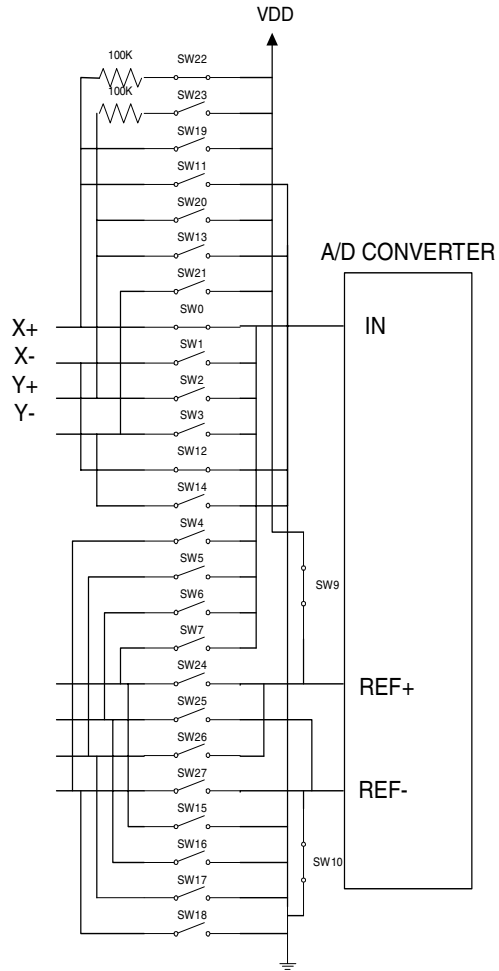 VDD
100K
SW22
100K
SW23
SW19
SW11
SW20
SW13
SW21
A/D CONVERTER
X+
SW0
IN
X-
SW1
Y+
SW2
Y-
SW3
SW12
SW14
SW4
SW5
SW9
SW6
SW7
SW24
REF+
SW25
SW26
SW27
REF-
SW15
SW16
SW10
SW17
SW18